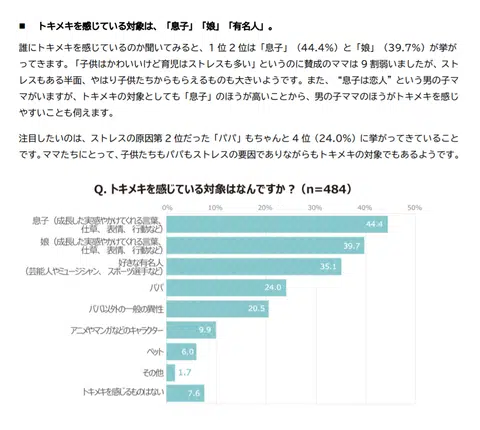 ■ トキメキを感じている対象は、「息子」「娘」「有名人」。
誰にトキメキを感じているのか聞いてみると、1位2位は「息子」（44.4％）と「娘」（39.7％）が挙が
ってきます。「子供はかわいいけど育児はストレスも多い」というのに賛成のママは9割弱いましたが、スト
レスもある半面、やはり子供たちからもらえるものも大きいようです。また、“息子は恋人”という男の子マ
マがいますが、トキメキの対象としても「息子」のほうが高いことから、男の子ママのほうがトキメキを感じ
やすいことも伺えます。
注目したいのは、ストレスの原因第2位だった「パパ」もちゃんと4位（24.0％）に挙がってきていること
です。ママたちにとって、子供たちもパパもストレスの要因でありながらもトキメキの対象でもあるようです。
Q. トキメキを感じている対象はなんですか？（n=484）
0% 10% 20% 30% 40% 50%
息子（成長した実感やかけてくれる言葉、
仕草、表情、行動など） 44.4
娘（成長した実感やかけてくれる言葉、
仕草、表情、行動など） 39.7
好きな有名人
（芸能人やミュージシャン、スポーツ選手など） 35.1
パパ 24.0
パパ以外の一般の異性 20.5
アニメやマンガなどのキャラクター 9.9
ペット 6.0
その他 1.7
トキメキを感じるものはない 7.6